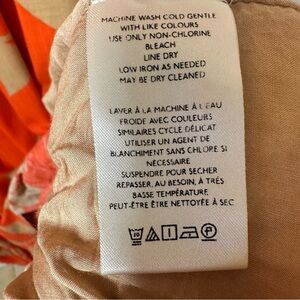 MACHINE WASH COLD GENTLE
WITH LIKE COLOURS
USE ONLY NON-CHLORINE
BLEACH
LINE DRY
LOW IRON AS NEEDED
MAY BE DRY CLEANED
LAVER À LA MACHINE À L'EAU
FROIDE AVEC COULEURS
SIMILAIRES CYCLE DÉLICAT
UTILISER UN AGENT DE
BLANCHIMENT SANS CHLOPE SI
NÉCESSAIRE
SUSPENDRE POUR SÉCHER
REPASSER, AU BESOIN, À TRÈS
BASSE TEMPÉRATURE
PEUT-ÊTRE ÊTRE NETTOYÉE À SEC